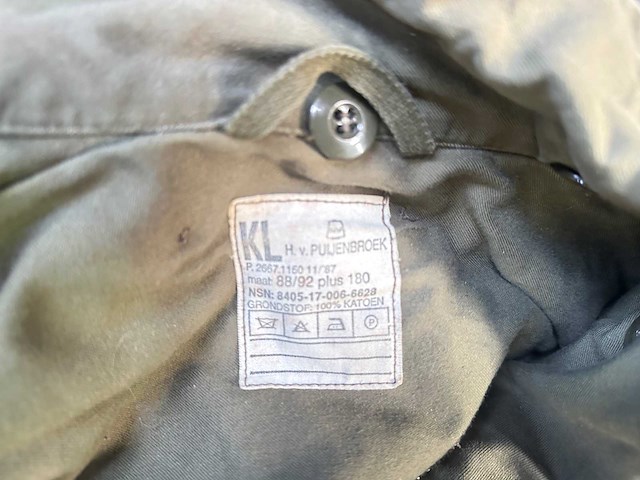 KL H. v. PUIJENBROEK
P. 2667.1160 11/'87
maat: 88/92 plus 180
NSN: 8405-17-006-6628
GRONDSTOF: 100% KATOEN
P